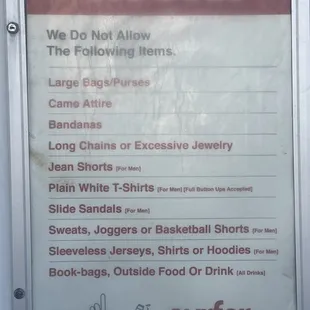 We Do Not Allow
The Following Items.
Large Bags/Purses
Camo Attire
Bandanas
Long Chains or Excessive Jewelry
Jean Shorts [For Men]
Plain White T-Shirts [For Men] [Full Button Ups Accepted]
Slide Sandals [For Men]
Sweats, Joggers or Basketball Shorts [For Men]
Sleeveless Jerseys, Shirts or Hoodies [For Men]
Book-bags, Outside Food Or Drink [All Drinks]